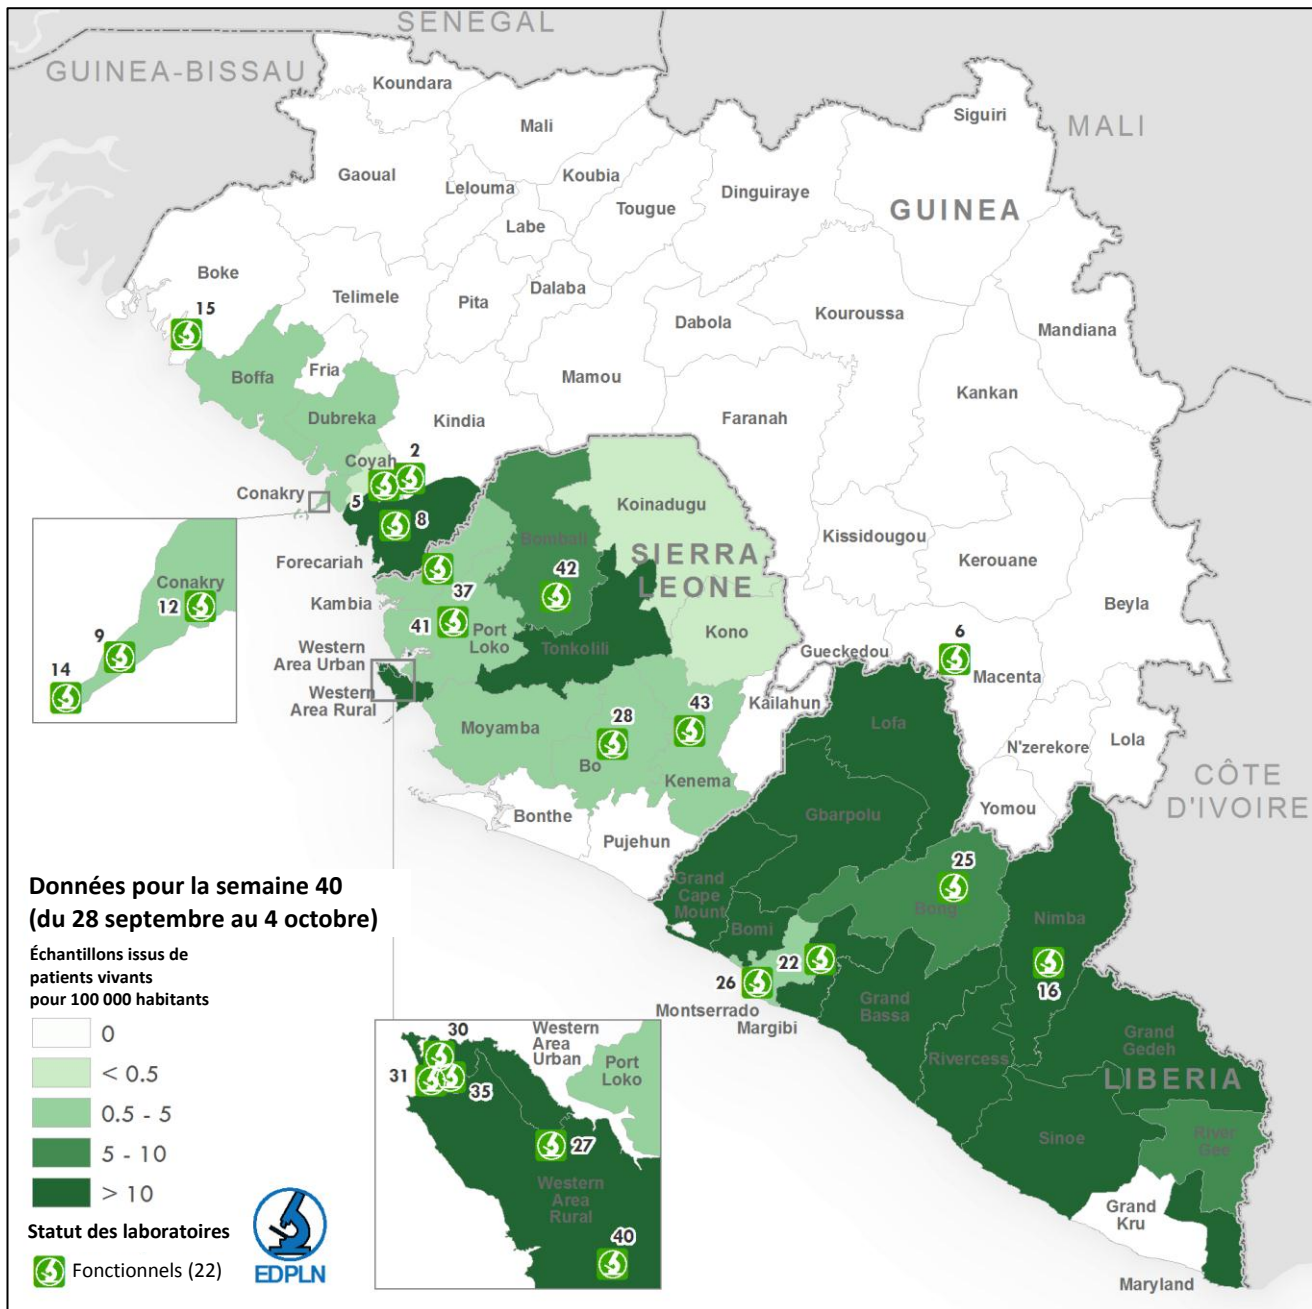 SENEGAL
GUINEA-BISSAU
MALI
Koundara
Mali
Siguiri
Gaoual
Lelouma
Koubia
Tougue
Dinguiraye
GUINEA
Labe
Boke
Telimele
Pita
Dalaba
Dabola
Kouroussa
Mandiana
15
Boffa
Fria
Mamou
Kankan
Dubreka
Kindia
Faranah
Coyah
2
Conakry
5
8
Koinadugu
Kissidougou
Kerouane
Forecariah
Bombali
SIERRA
LEONE
42
37
Kambia
41
Port
Loko
Tonkolili
Kono
Beyla
Western
Area Urban
Western
Area Rural
Gueckedou
6
Macenta
Kailahun
Conakry
12
9
14
Moyamba
28
43
Bo
Kenema
Lofa
N'zerekore
Lola
CÔTE
D'IVOIRE
Bonthe
Pujehun
Gbarpolu
Yomou
25
Bong
Grand
Cape
Mount
Bomi
Nimba
22
26
16
Montserrado
Margibi
Grand
Bassa
Grand
Gedeh
Rivercess
LIBERIA
Sinoe
River
Gee
Grand
Kru
Maryland
Données pour la semaine 40
(du 28 septembre au 4 octobre)
Échantillons issus de
patients vivants
pour 100 000 habitants
0
< 0.5
0.5 - 5
5 - 10
> 10
Statut des laboratoires
Fonctionnels (22)
EDPLN
30
Western
Area
Urban
Port
Loko
1
31
35
27
Western
Area
Rural
40